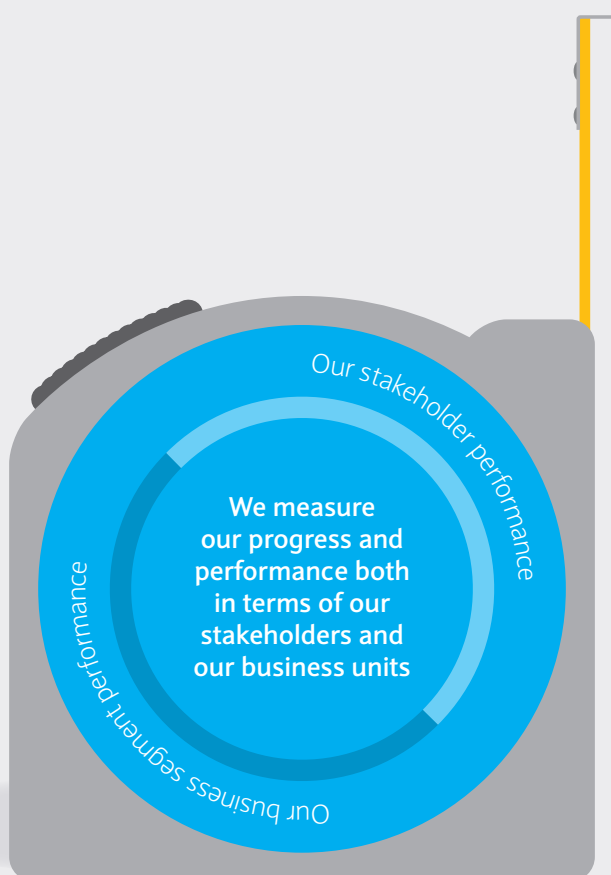 Our stakeholder performance
We measure
our progress and
performance both
in terms of our
stakeholders and
our business units
Our business segment performance